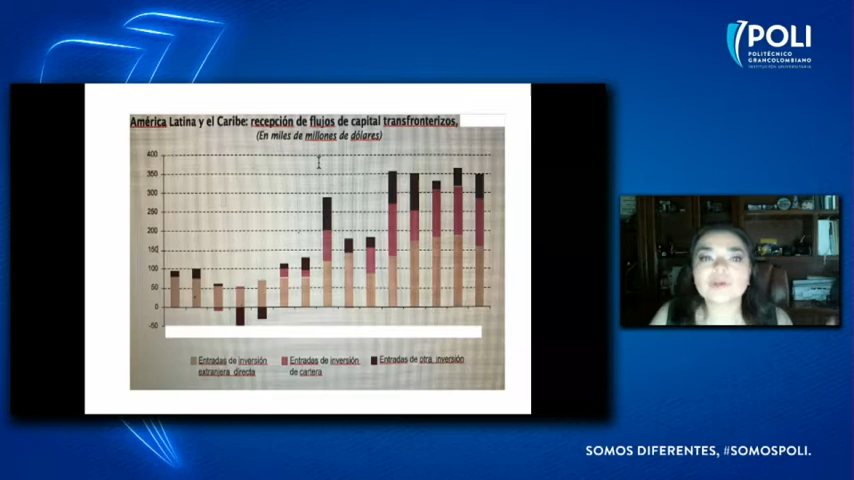 POLI
POLITÉCNICO
GRANCOLOMBIANO
INSTITUCIÓN UNIVERSITARIA
América Latina y el Caribe: recepción de flujos de capital transfronterizos,
(En miles de millones de dólares)
400
350
300
250
200
150
100
50
0
-50
Entradas de inversión
extranjera directa
Entradas de inversión
de cartera
Entradas de otra inversión
SOMOS DIFERENTES, #SOMOSPOLI.